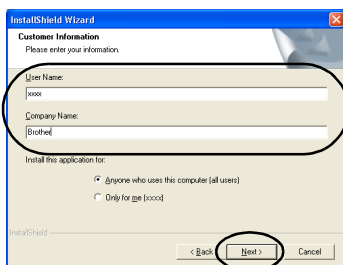 InstallShield Wizard
Customer Information
Please enter your information.
User Name:
xxxx
Company Name:
Brother
Install this application for:
Anyone who uses this computer (all users)
Only for me (xxxx)
InstallShield
< Back
Next >
Cancel